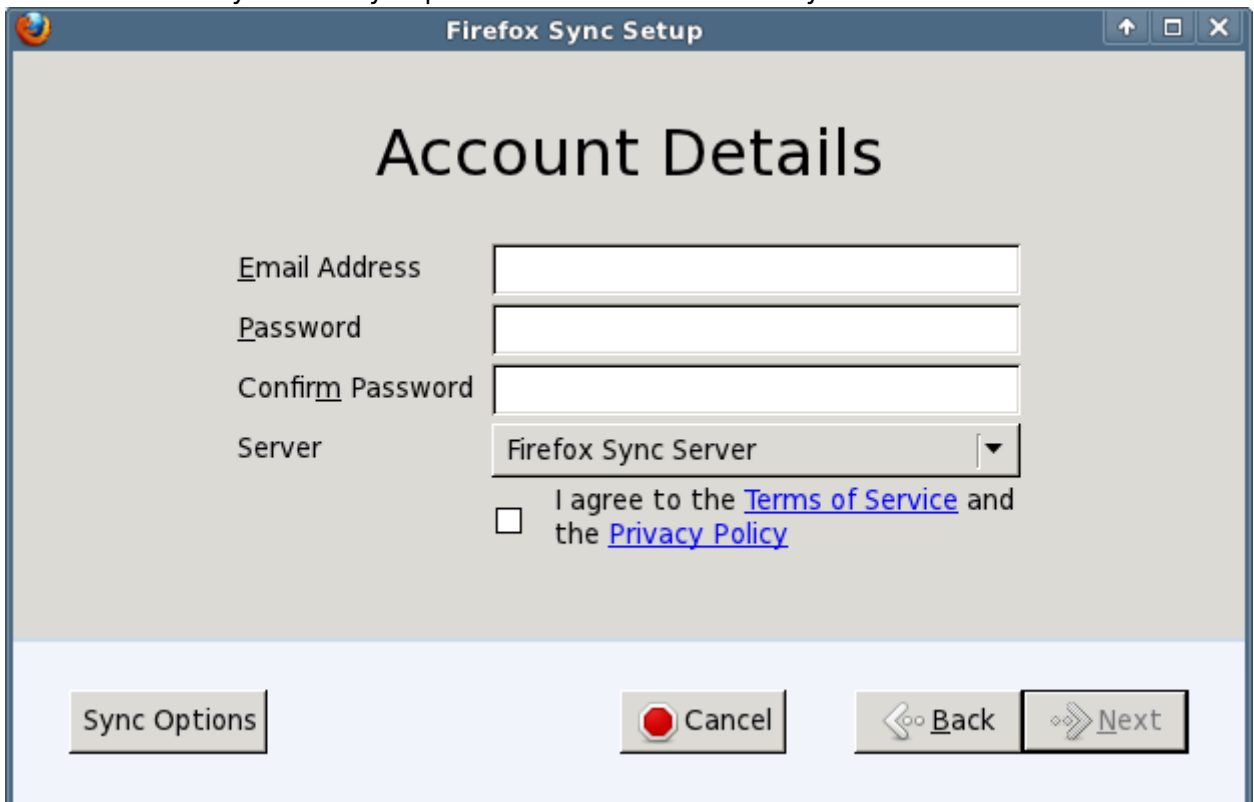 Firefox Sync Setup
Account Details
Email Address
Password
Confirm Password
Server Firefox Sync Server
I agree to the Terms of Service and
the Privacy Policy
Sync Options Cancel Back Next